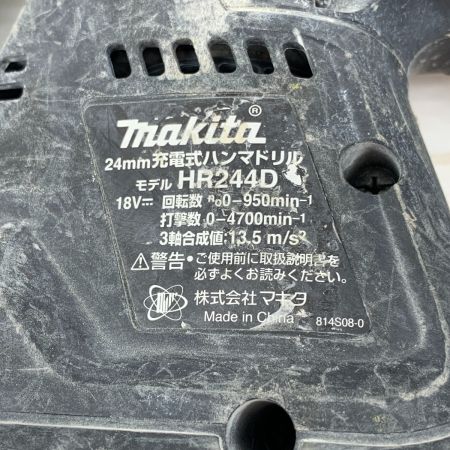 makita®
24mm充電式ハンマドリル
モデル HR244D
18V⎓ 回転数 n₀0-950min⁻¹
打撃数 0-4700min⁻¹
3軸合成値:13.5 m/s²
⚠警告・ご使用前に取扱説明書を
必ずよくお読みください。
株式会社 マキタ
Made in China 814S08-0